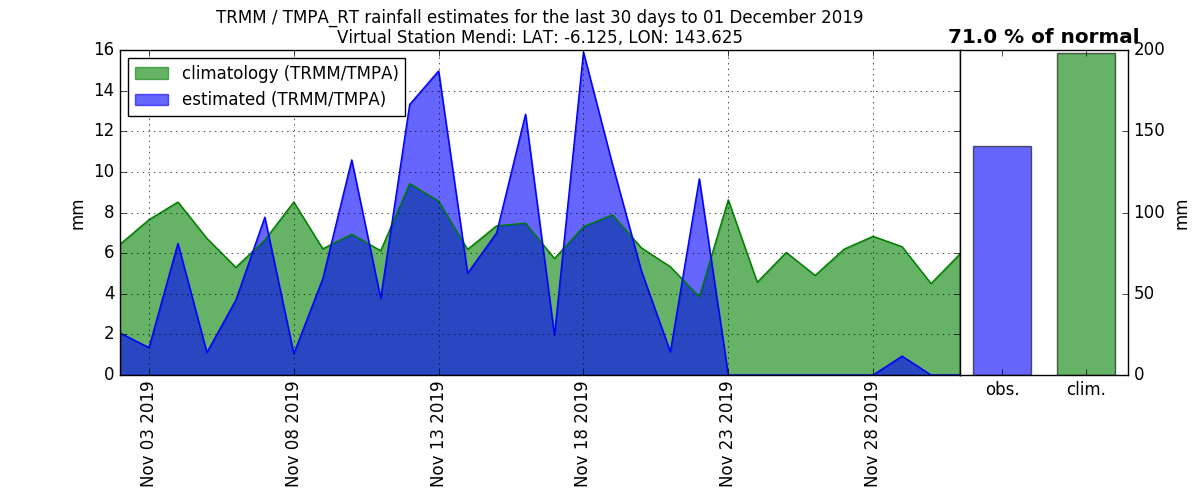 TRMM / TMPA_RT rainfall estimates for the last 30 days to 01 December 2019
Virtual Station Mendi: LAT: -6.125, LON: 143.625
71.0 % of normal
climatology (TRMM/TMPA)
estimated (TRMM/TMPA)
16
14
12
10
8
6
4
2
0
mm
Nov 03 2019
Nov 08 2019
Nov 13 2019
Nov 18 2019
Nov 23 2019
Nov 28 2019
200
150
100
50
0
mm
obs.
clim.